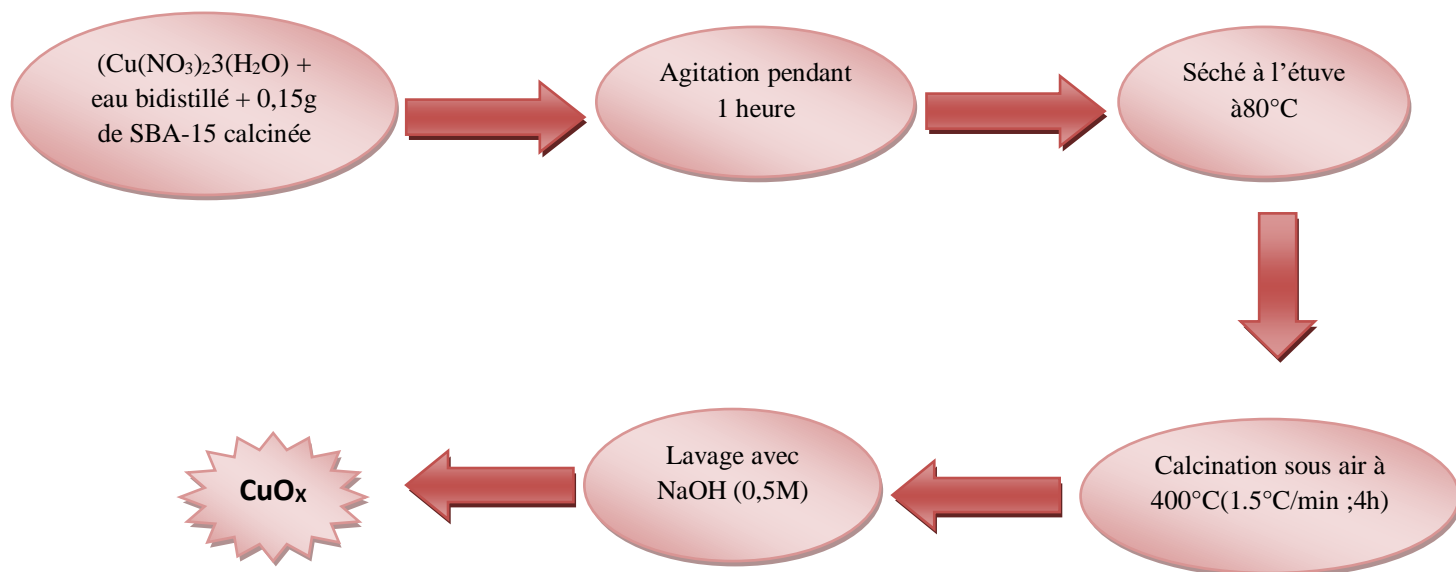 (Cu(NO₃)₂3(H₂O) +
eau bidistillé + 0,15g
de SBA-15 calcinée
Agitation pendant
1 heure
Séché à l’étuve
à80°C
Calcination sous air à
400°C(1.5°C/min ;4h)
Lavage avec
NaOH (0,5M)
CuOₓ